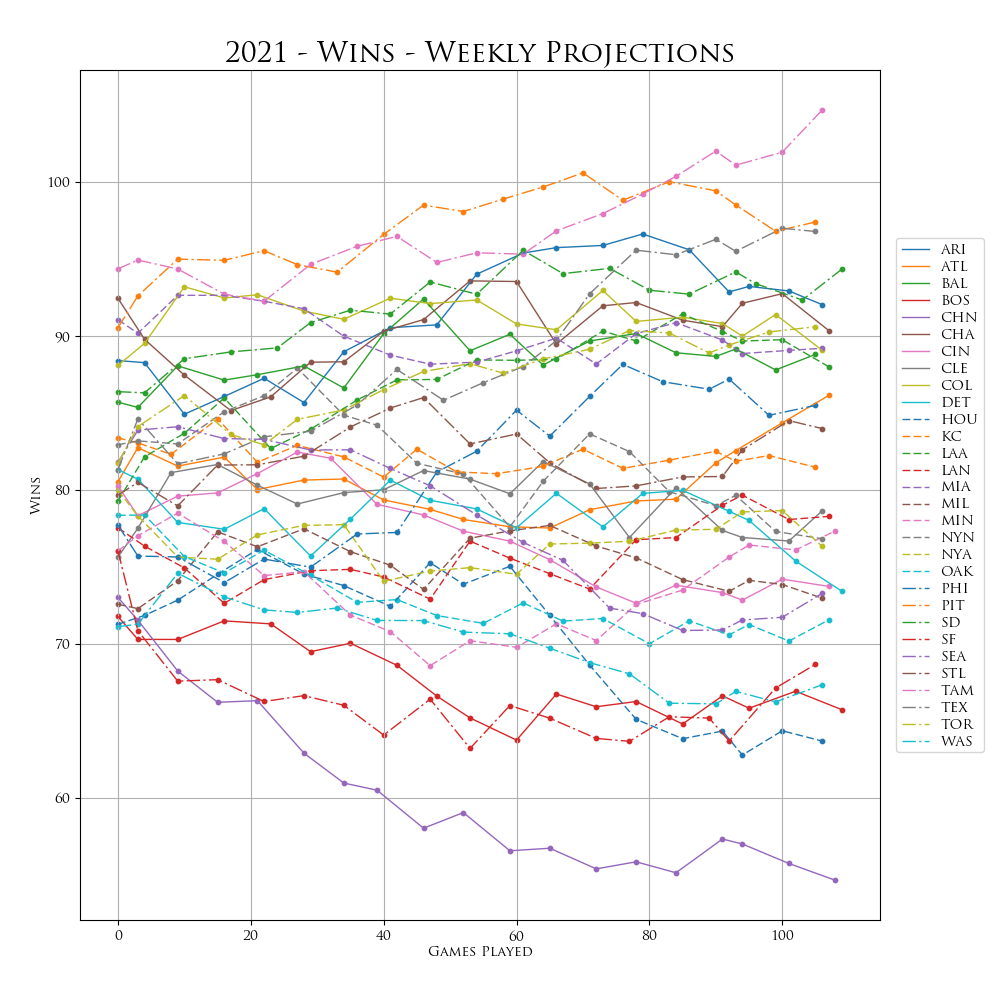 2021 - Wins - Weekly Projections
100
90
80
70
60
Wins
0 20 40 60 80 100
Games Played
ARI
ATL
BAL
BOS
CHN
CHA
CIN
CLE
COL
DET
HOU
KC
LAA
LAN
MIA
MIL
MIN
NYN
NYA
OAK
PHI
PIT
SD
SF
SEA
STL
TAM
TEX
TOR
WAS